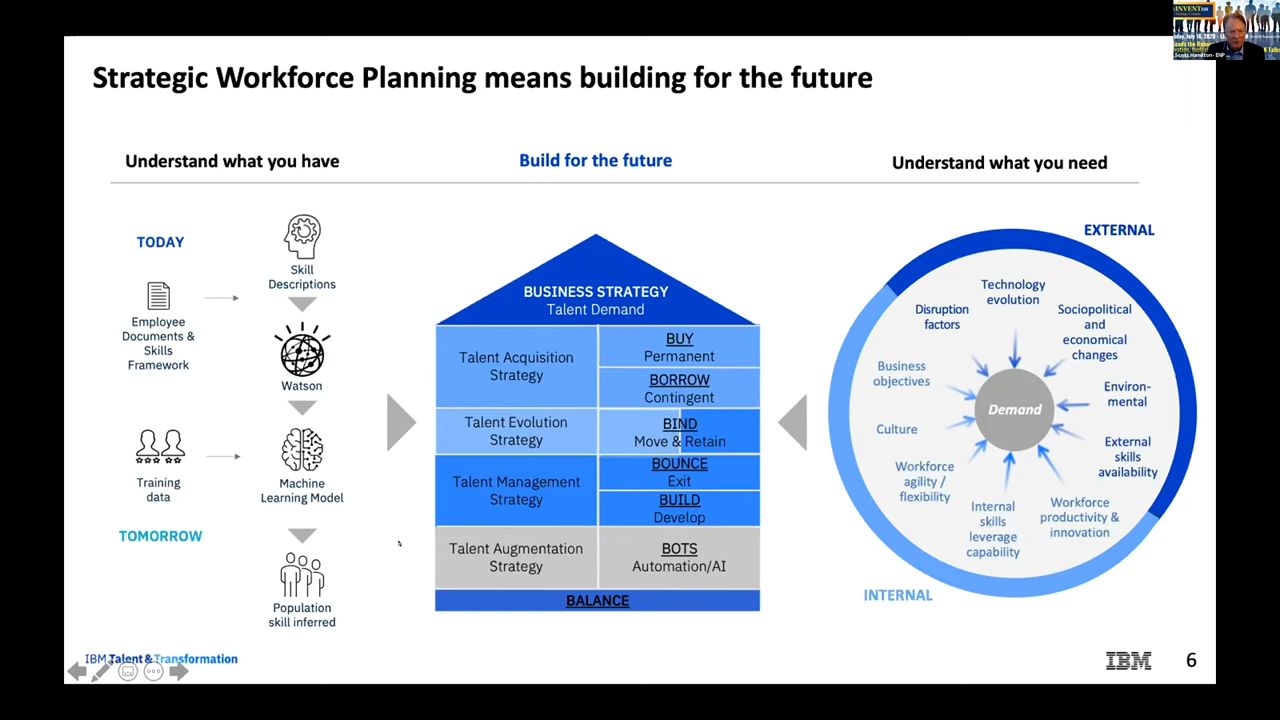 Strategic Workforce Planning means building for the future
Understand what you have
Build for the future
Understand what you need
TODAY
Employee
Documents &
Skills
Framework
Training
data
TOMORROW
Skill
Descriptions
Watson
Machine
Learning Model
Population
skill inferred
BUSINESS STRATEGY
Talent Demand
Talent Acquisition
Strategy
BUY
Permanent
BORROW
Contingent
Talent Evolution
Strategy
BIND
Move & Retain
Talent Management
Strategy
BOUNCE
Exit
BUILD
Develop
Talent Augmentation
Strategy
BOTS
Automation/AI
BALANCE
EXTERNAL
Technology
evolution
Disruption
factors
Sociopolitical
and
economical
changes
Business
objectives
Environ-
mental
Demand
Culture
External
skills
availability
Workforce
agility /
flexibility
Internal
skills
leverage
capability
Workforce
productivity &
innovation
INTERNAL
IBM Talent & Transformation
IBM
6
INVENT
Scott Hamilton- ENP